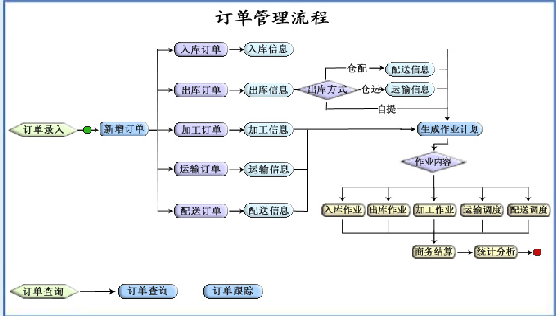 订单管理流程
入库订单 入库信息
仓配 配送信息
出库订单 出库信息 出库方式 仓运 运输信息
自提
订单录入 新增订单 加工订单 加工信息 生成作业计划
作业内容
运输订单 运输信息
配送订单 配送信息 入库作业 出库作业 加工作业 运输调度 配送调度
商务结算 统计分析
订单查询 订单查询 订单跟踪